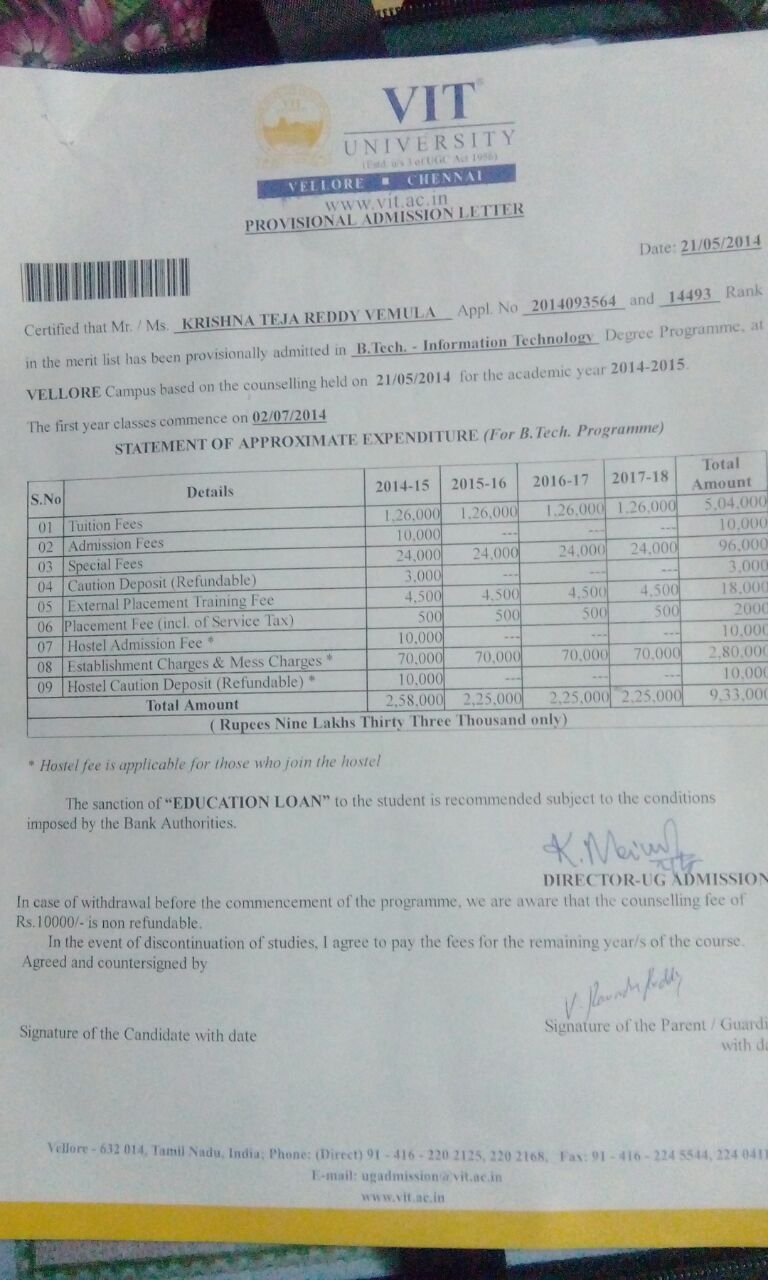 VIT
UNIVERSITY
(Estd. u/s 3 of UGC Act 1956)
VELLORE ■ CHENNAI
www.vit.ac.in
PROVISIONAL ADMISSION LETTER
Date: 21/05/2014
Certified that Mr. / Ms. KRISHNA TEJA REDDY VEMULA Appl. No 2014093564 and 14493 Rank
in the merit list has been provisionally admitted in B.Tech. - Information Technology Degree Programme, at
VELLORE Campus based on the counselling held on 21/05/2014 for the academic year 2014-2015.
The first year classes commence on 02/07/2014
STATEMENT OF APPROXIMATE EXPENDITURE (For B.Tech. Programme)
S.No Details 2014-15 2015-16 2016-17 2017-18 Total Amount
01 Tuition Fees 1,26,000 1,26,000 1,26,000 1,26,000 5,04,000
02 Admission Fees 10,000 --- --- --- 10,000
03 Special Fees 24,000 24,000 24,000 24,000 96,000
04 Caution Deposit (Refundable) 3,000 --- --- --- 3,000
05 External Placement Training Fee 4,500 4,500 4,500 4,500 18,000
06 Placement Fee (incl. of Service Tax) 500 500 500 500 2000
07 Hostel Admission Fee * 10,000 --- --- --- 10,000
08 Establishment Charges & Mess Charges * 70,000 70,000 70,000 70,000 2,80,000
09 Hostel Caution Deposit (Refundable) * 10,000 --- --- --- 10,000
Total Amount 2,58,000 2,25,000 2,25,000 2,25,000 9,33,000
( Rupees Nine Lakhs Thirty Three Thousand only)
* Hostel fee is applicable for those who join the hostel
The sanction of “EDUCATION LOAN” to the student is recommended subject to the conditions
imposed by the Bank Authorities.
DIRECTOR-UG ADMISSION
In case of withdrawal before the commencement of the programme, we are aware that the counselling fee of
Rs.10000/- is non refundable.
In the event of discontinuation of studies, I agree to pay the fees for the remaining year/s of the course.
Agreed and countersigned by
Signature of the Candidate with date
Signature of the Parent / Guardi
with da
Vellore - 632 014, Tamil Nadu, India; Phone: (Direct) 91 - 416 - 220 2125, 220 2168, Fax: 91 - 416 - 224 5544, 224 0411
E-mail: ugadmission@vit.ac.in
www.vit.ac.in